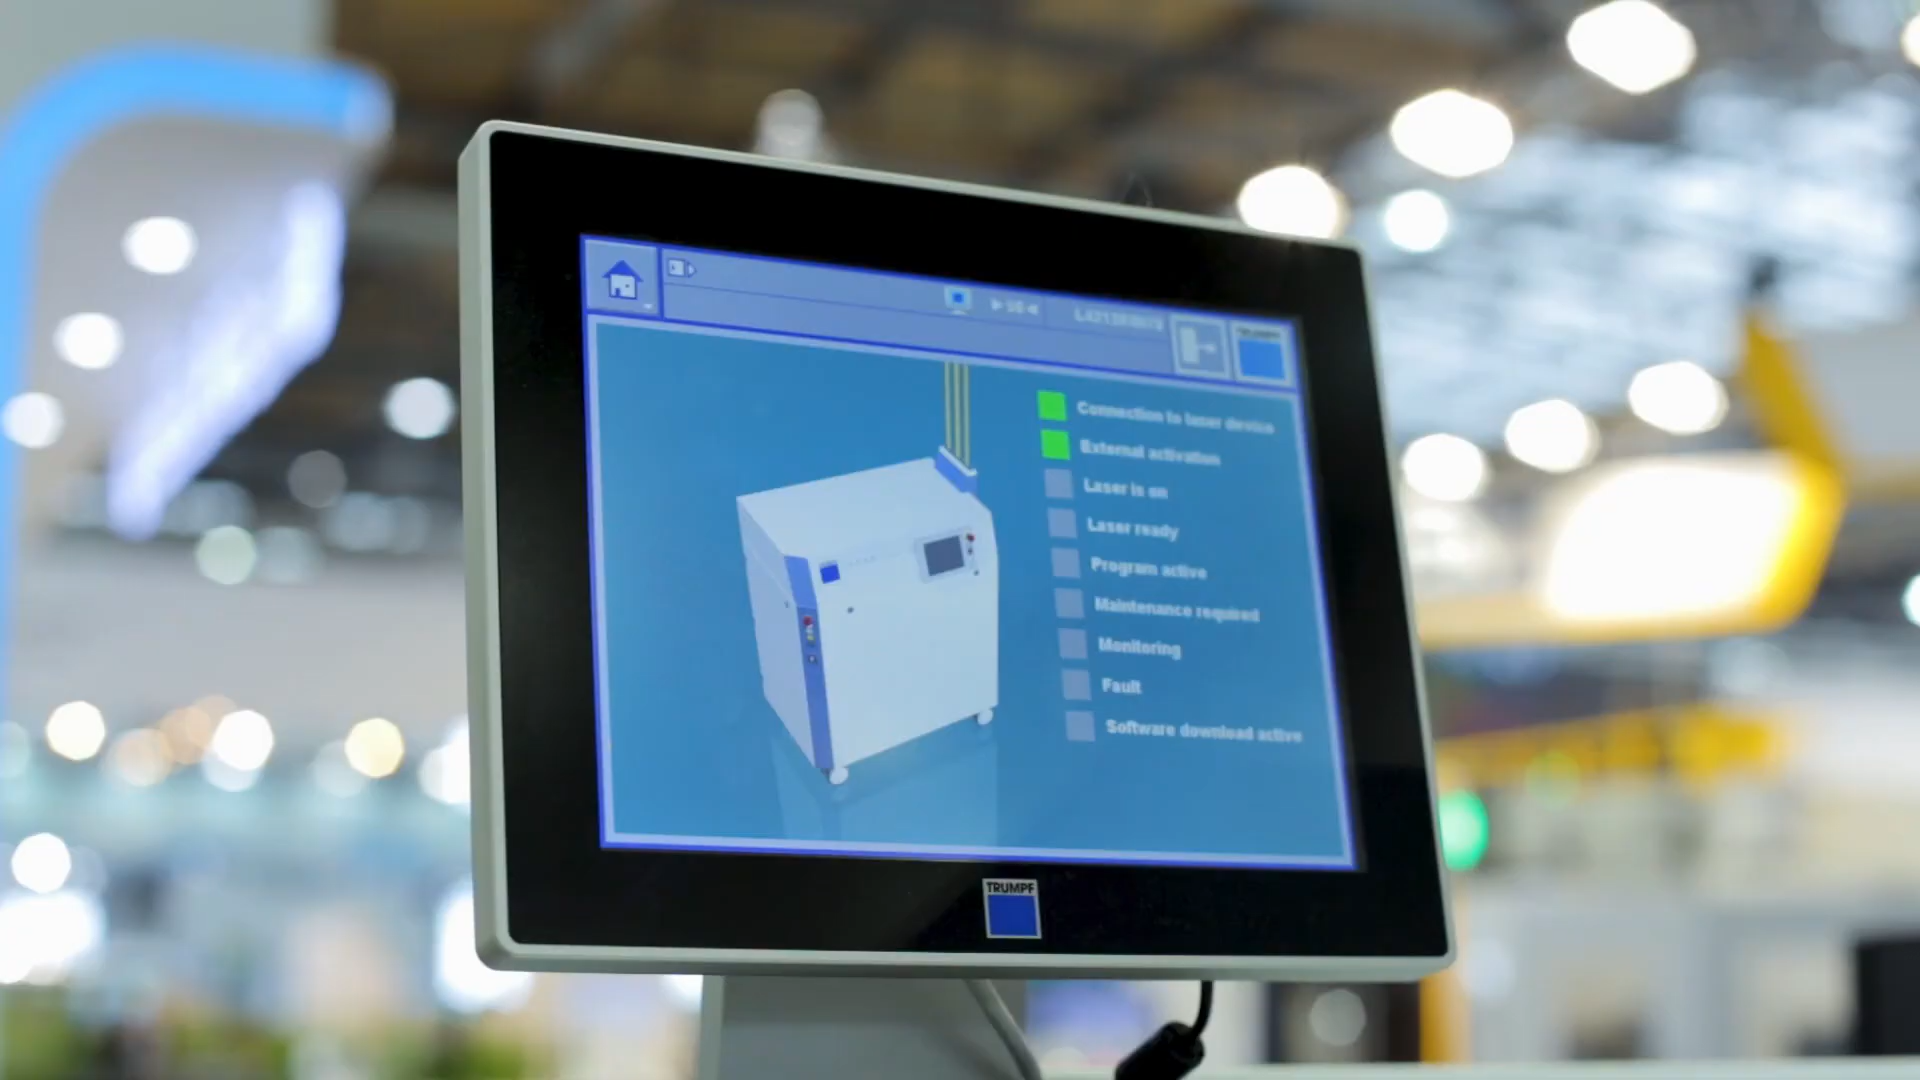 TRUMPF
Connection to laser device
External activation
Laser is on
Laser ready
Program active
Maintenance required
Monitoring
Fault
Software download active
TRUMPF